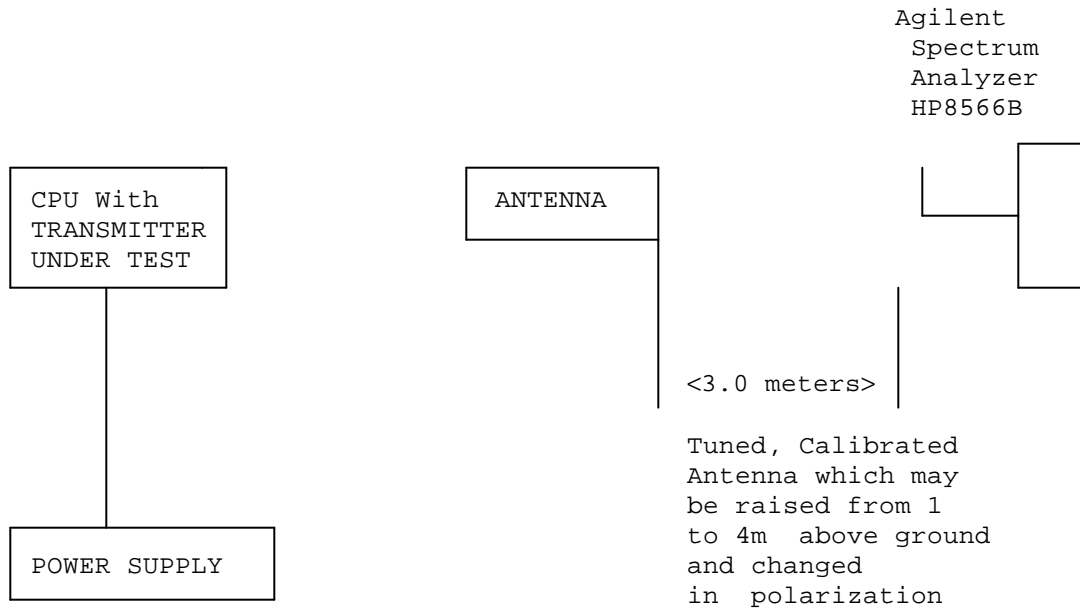 Agilent
Spectrum
Analyzer
HP8566B
CPU With
TRANSMITTER
UNDER TEST
ANTENNA
<3.0 meters>
Tuned, Calibrated
Antenna which may
be raised from 1
to 4m above ground
and changed
in polarization
POWER SUPPLY